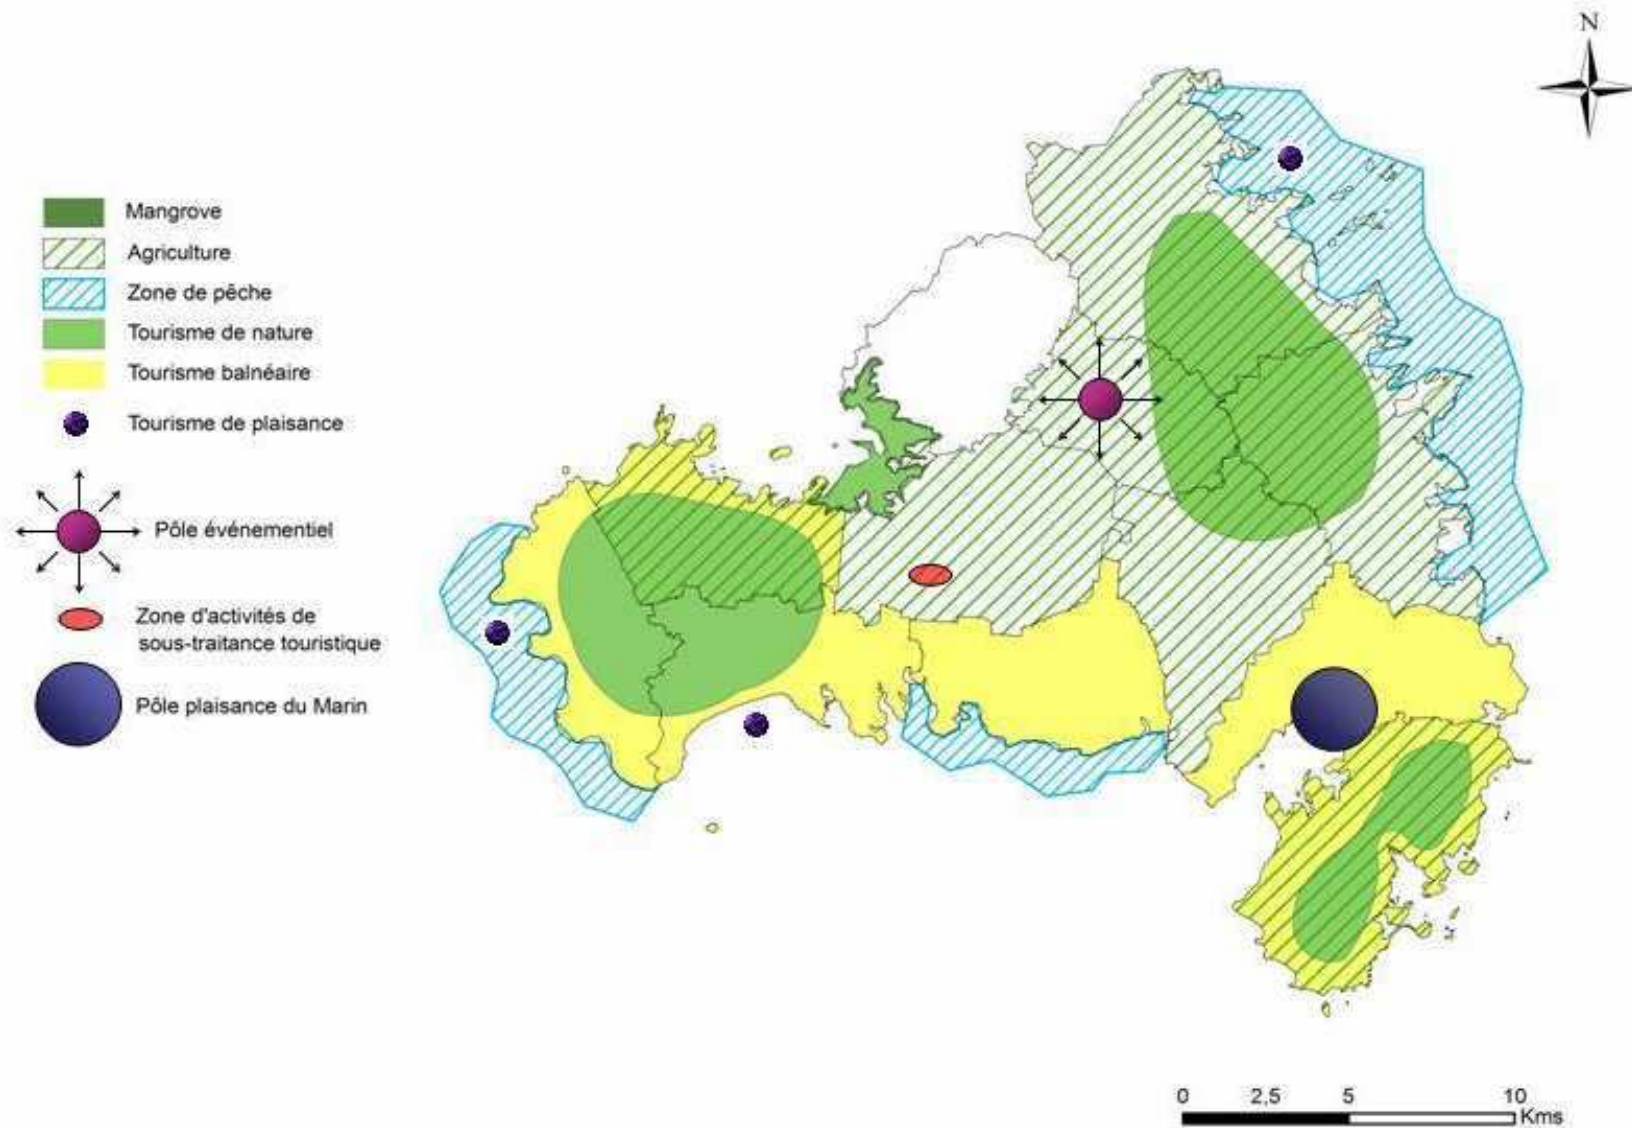 N
Mangrove
Agriculture
Zone de pêche
Tourisme de nature
Tourisme balnéaire
Tourisme de plaisance
Pôle événementiel
Zone d'activités de
sous-traitance touristique
Pôle plaisance du Marin
0 2,5 5 10
Kms